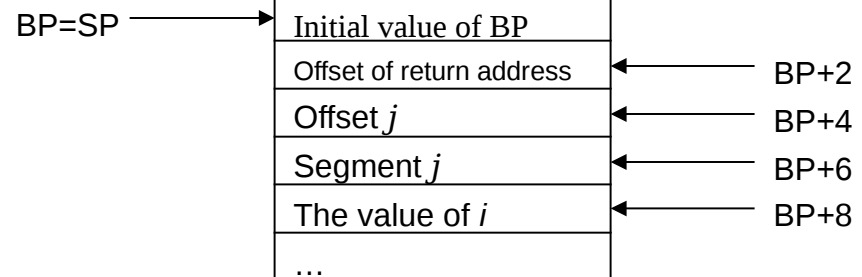 BP=SP
Initial value of BP
Offset of return address
BP+2
Offset j
BP+4
Segment j
BP+6
The value of i
BP+8
...